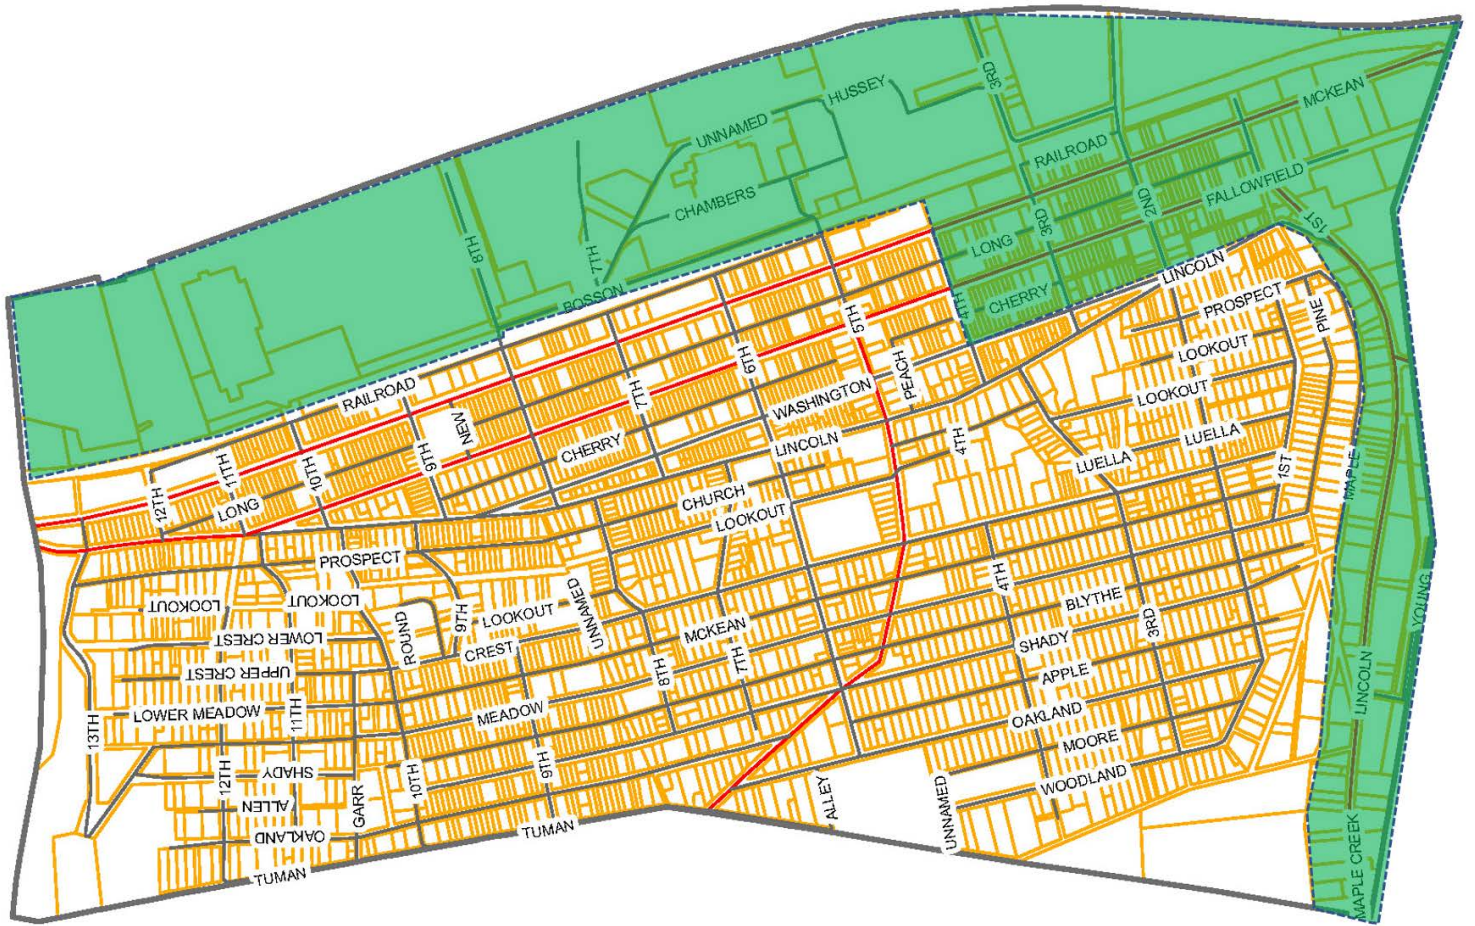 3RD
HUSSEY
MCKEAN
UNNAMED
RAILROAD
FALLOWFIELD
CHAMBERS
2ND
3RD
1ST
8TH
7TH
LONG
BOSSON
LINCOLN
CHERRY
4TH
PROSPECT
PINE
5TH
LOOKOUT
6TH
PEACH
LOOKOUT
RAILROAD
7TH
WASHINGTON
NEW
LUELLA
4TH
LINCOLN
CHERRY
9TH
LUELLA
11TH
10TH
1ST
MAPLE
CHURCH
12TH
LONG
LOOKOUT
PROSPECT
4TH
LOOKOUT
LOOKOUT
UNNAMED
BLYTHE
YOUNG
9TH
LOOKOUT
3RD
ROUND
LOWER CREST
MCKEAN
SHADY
CREST
7TH
UPPER CREST
8TH
APPLE
LINCOLN
LOWER MEADOW
11TH
MEADOW
OAKLAND
13TH
MOORE
9TH
SHADY
12TH
10TH
WOODLAND
ALLEY
ALLEN
GARR
UNNAMED
OAKLAND
TUMAN
MAPLE CREEK
TUMAN